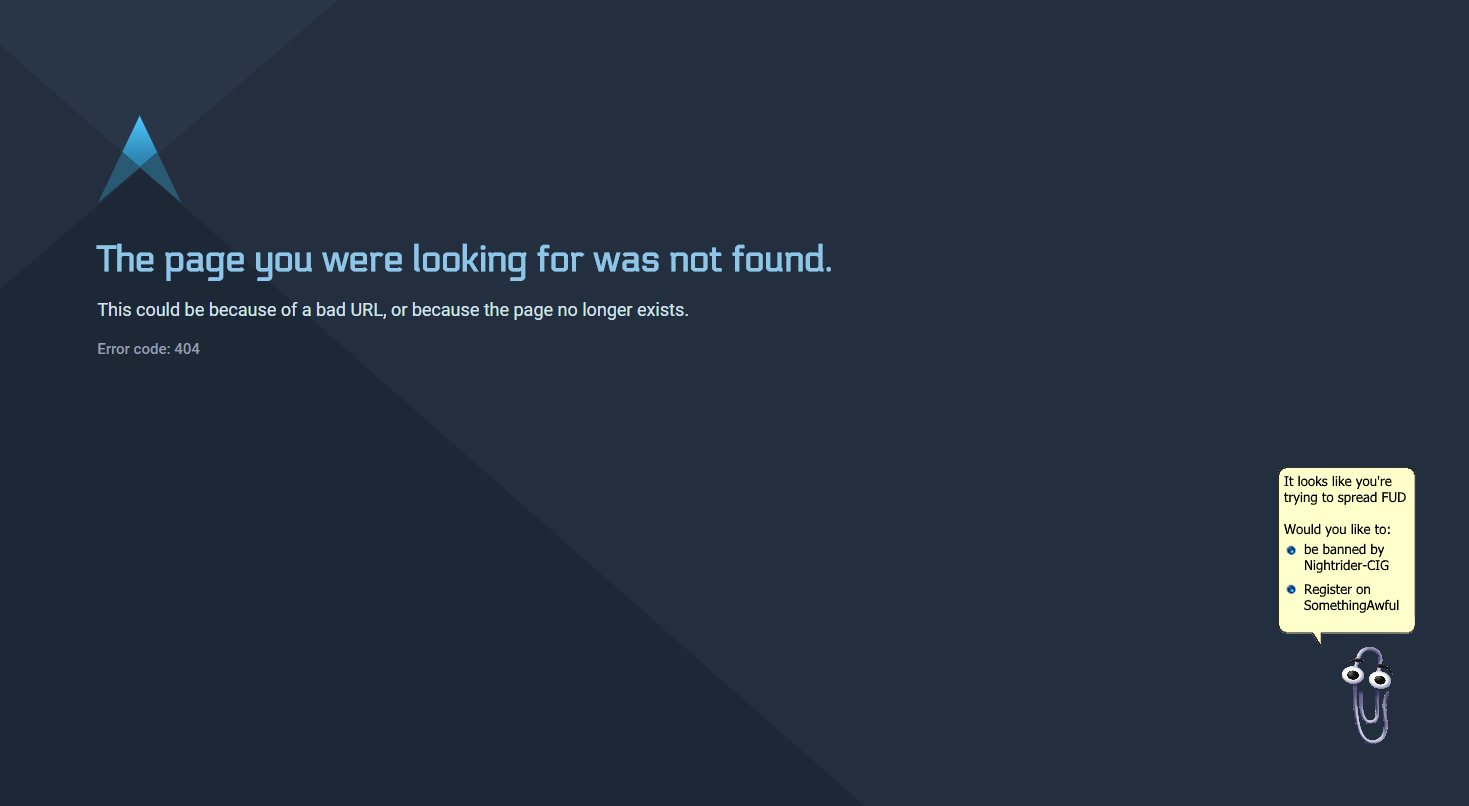 The page you were looking for was not found.
This could be because of a bad URL, or because the page no longer exists.
Error code: 404
It looks like you're
trying to spread FUD
Would you like to:
be banned by
Nightrider-CIG
Register on
SomethingAwful